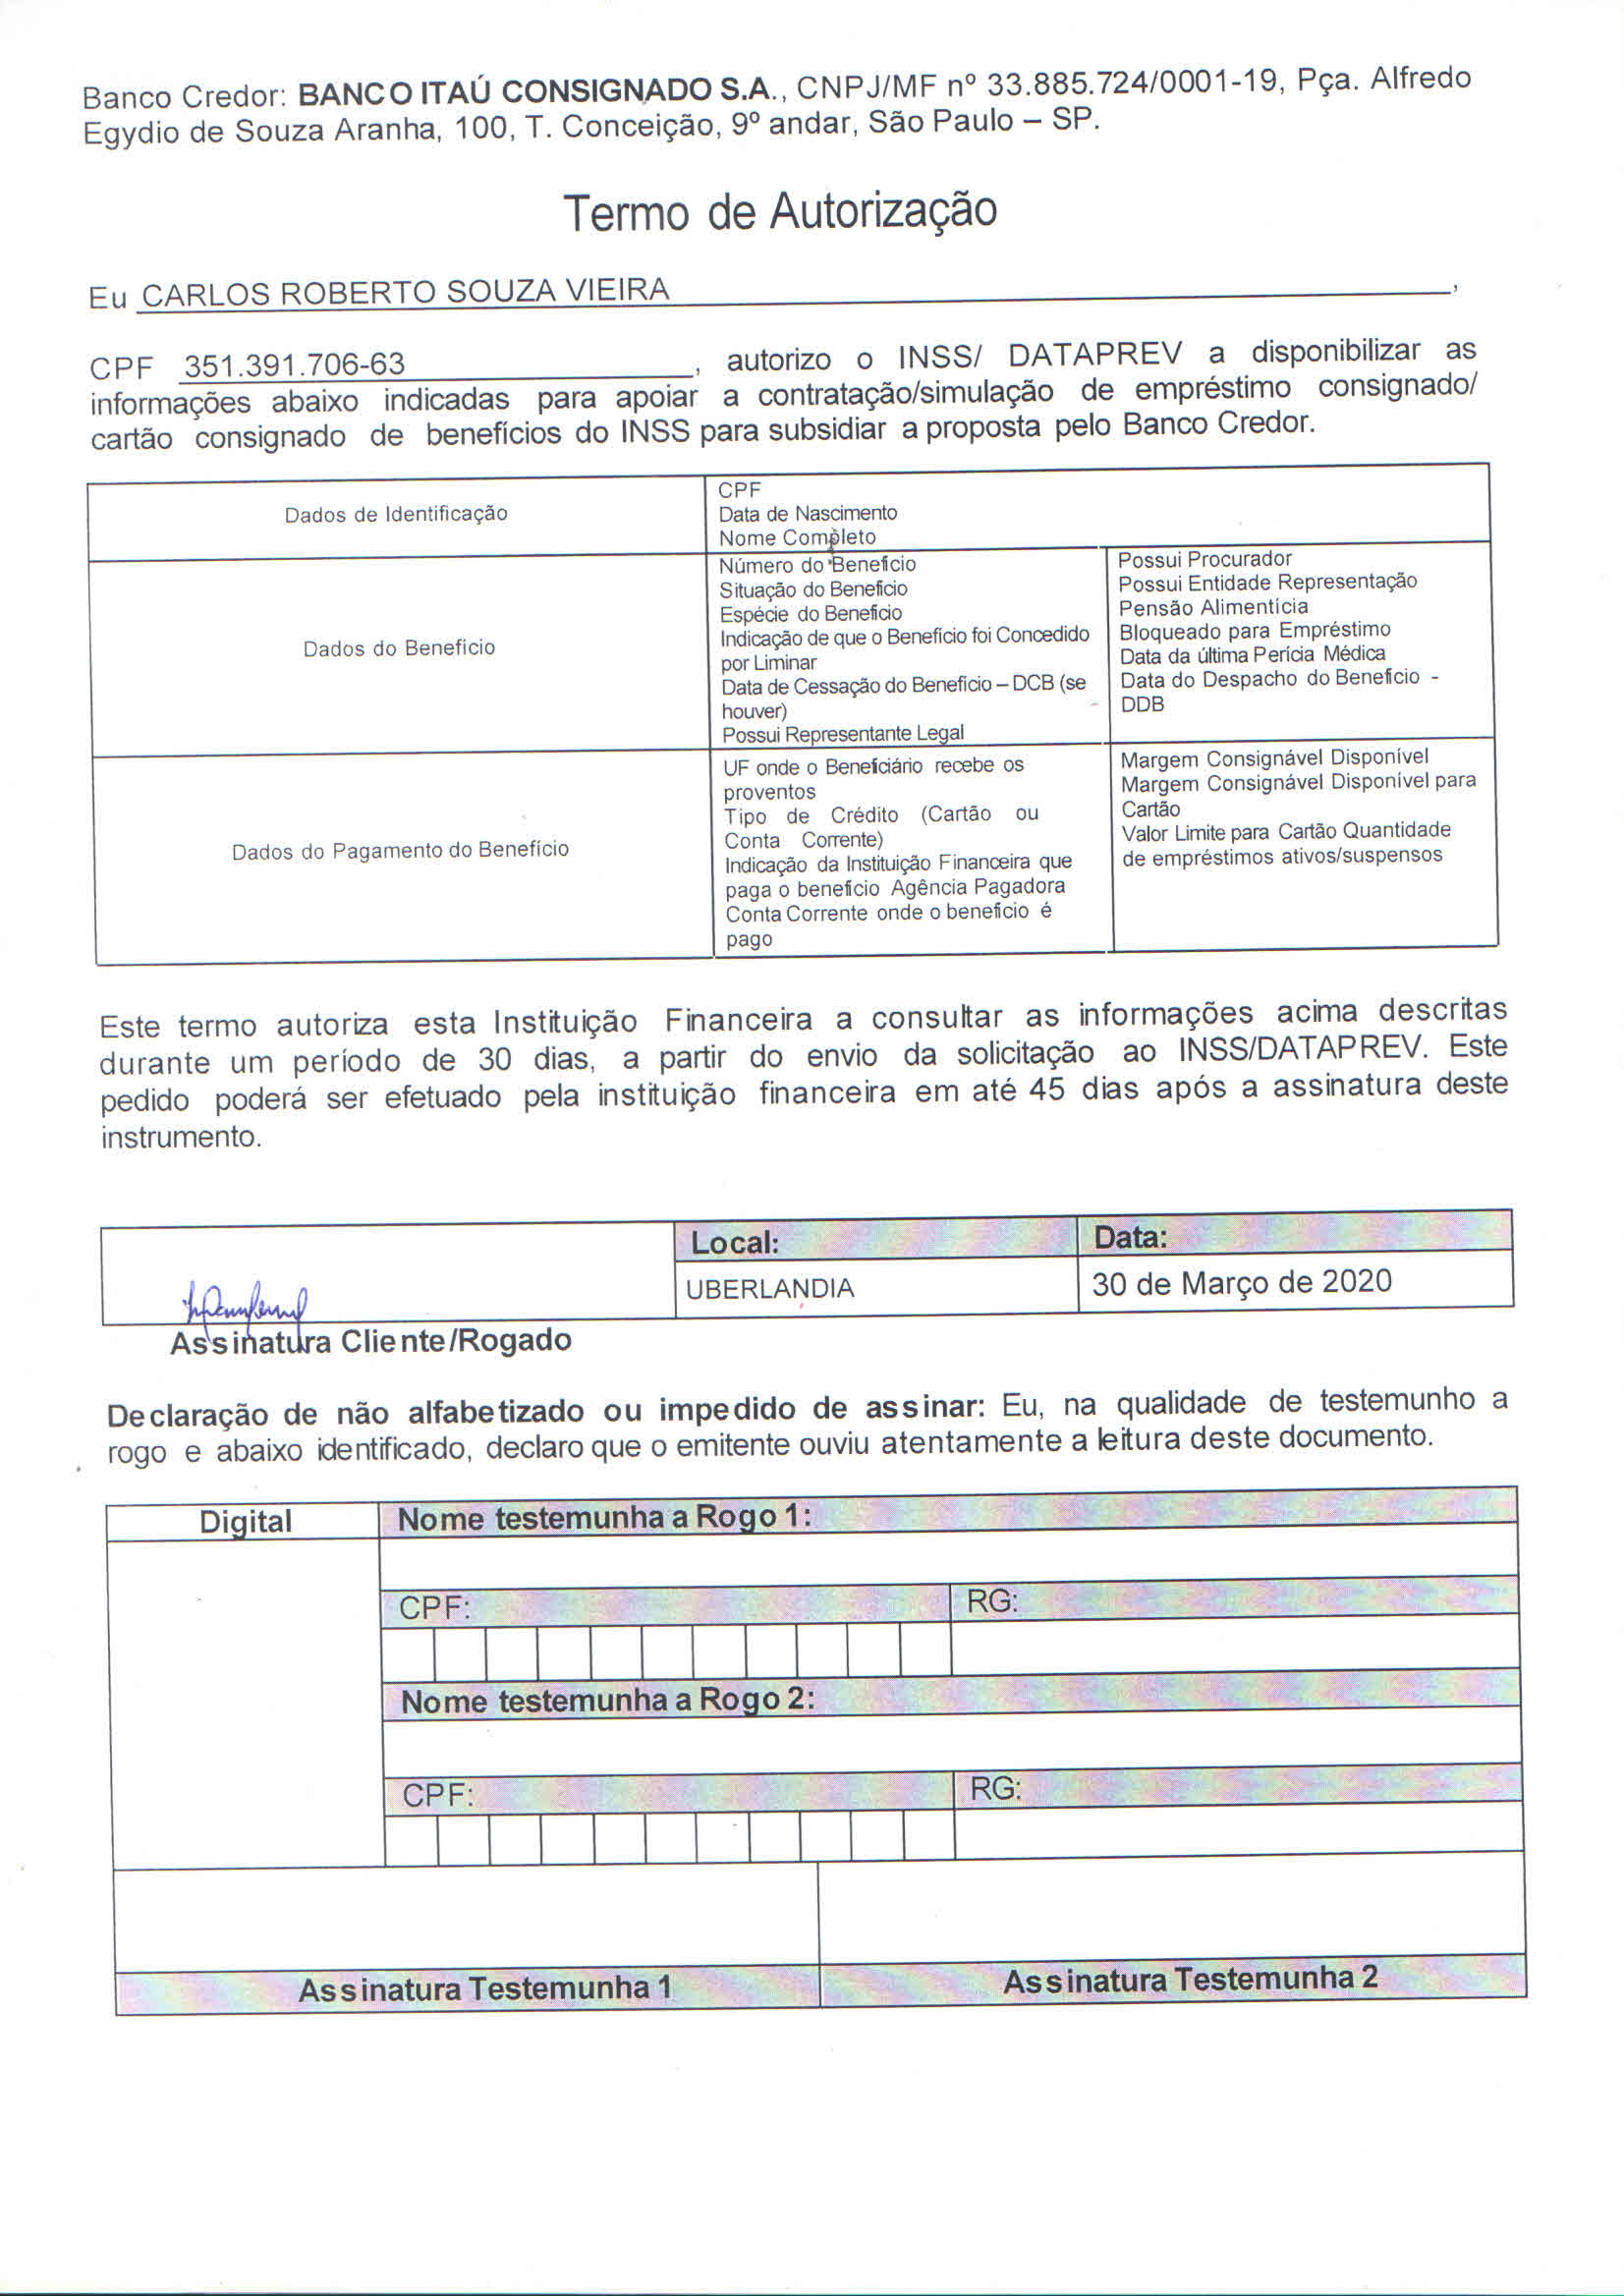 Banco Credor: BANCO ITAÚ CONSIGNADO S.A., CNPJ/MF nº 33.885.724/0001-19, Pça. Alfredo
Egydio de Souza Aranha, 100, T. Conceição, 9º andar, São Paulo – SP.
Termo de Autorização
Eu CARLOS ROBERTO SOUZA VIEIRA,
CPF 351.391.706-63, autorizo o INSS/ DATAPREV a disponibilizar as
informações abaixo indicadas para apoiar a contratação/simulação de empréstimo consignado/
cartão consignado de benefícios do INSS para subsidiar a proposta pelo Banco Credor.
Dados de Identificação
CPF
Data de Nascimento
Nome Completo
Dados do Benefício
Número do Benefício
Situação do Benefício
Espécie do Benefício
Indicação de que o Benefício foi Concedido
por Liminar
Data de Cessação do Benefício – DCB (se
houver)
Possui Representante Legal
Possui Procurador
Possui Entidade Representação
Pensão Alimentícia
Bloqueado para Empréstimo
Data da última Perícia Médica
Data do Despacho do Benefício -
DDB
Dados do Pagamento do Benefício
UF onde o Beneficiário recebe os
proventos
Tipo de Crédito (Cartão ou
Conta Corrente)
Indicação da Instituição Financeira que
paga o benefício Agência Pagadora
Conta Corrente onde o benefício é
pago
Margem Consignável Disponível
Margem Consignável Disponível para
Cartão
Valor Limite para Cartão Quantidade
de empréstimos ativos/suspensos
Este termo autoriza esta Instituição Financeira a consultar as informações acima descritas
durante um período de 30 dias, a partir do envio da solicitação ao INSS/DATAPREV. Este
pedido poderá ser efetuado pela instituição financeira em até 45 dias após a assinatura deste
instrumento.
Local:
Data:
UBERLANDIA
30 de Março de 2020
Assinatura Cliente/Rogado
Declaração de não alfabetizado ou impedido de assinar: Eu, na qualidade de testemunho a
rogo e abaixo identificado, declaro que o emitente ouviu atentamente a leitura deste documento.
Digital
Nome testemunha a Rogo 1:
CPF:
RG:
Nome testemunha a Rogo 2:
CPF:
RG:
Assinatura Testemunha 1
Assinatura Testemunha 2